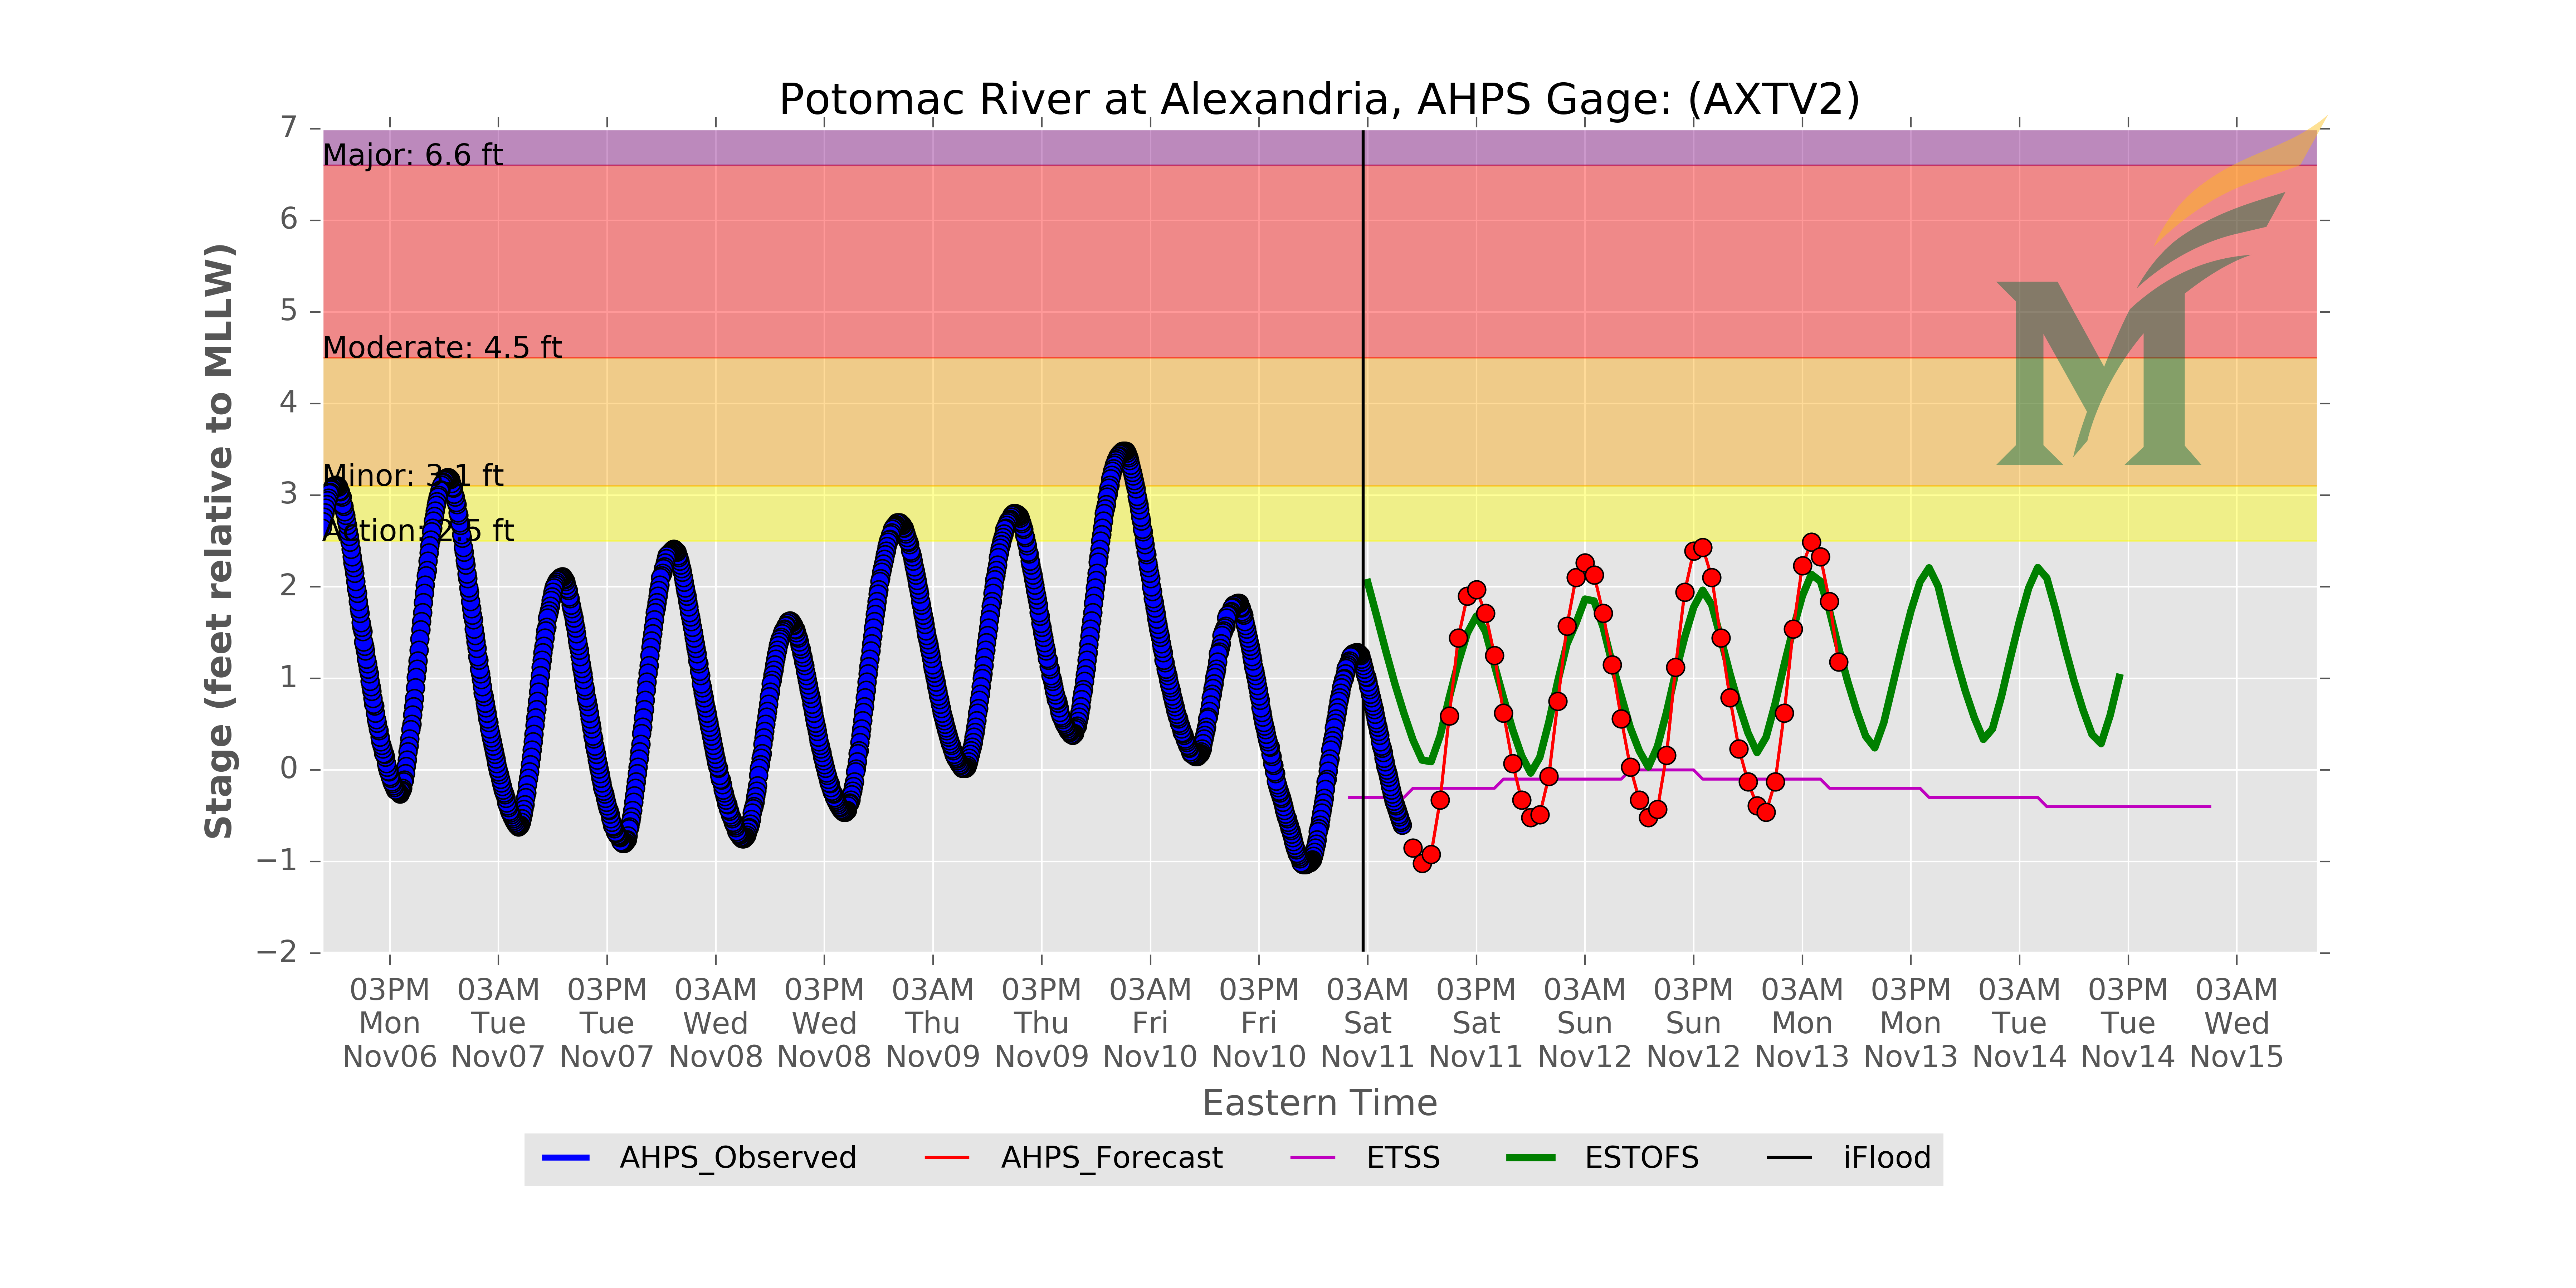 Potomac River at Alexandria, AHPS Gage: (AXTV2)
Stage (feet relative to MLLW)
7
6
5
4
3
2
1
0
−1
−2
Major: 6.6 ft
Moderate: 4.5 ft
Minor: 3.1 ft
Action: 2.5 ft
M
03PM 03AM 03PM 03AM 03PM 03AM 03PM 03AM 03PM 03AM 03PM 03AM 03PM 03AM 03PM 03AM 03PM 03AM
Mon Tue Tue Wed Wed Thu Thu Fri Fri Sat Sat Sun Sun Mon Mon Tue Tue Wed
Nov06 Nov07 Nov07 Nov08 Nov08 Nov09 Nov09 Nov10 Nov10 Nov11 Nov11 Nov12 Nov12 Nov13 Nov13 Nov14 Nov14 Nov15
Eastern Time
AHPS_Observed AHPS_Forecast ETSS ESTOFS iFlood